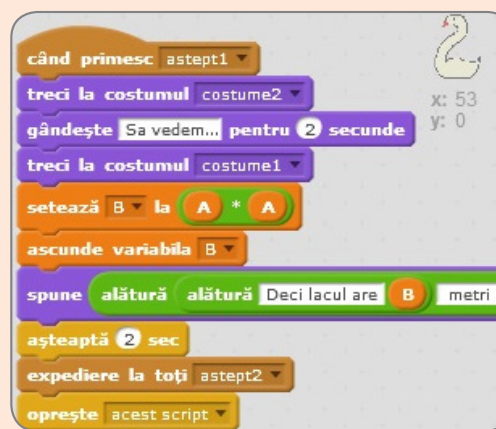 când primesc astept1
treci la costumul costume2
x: 53
gândește Sa vedem... pentru 2 secunde
y: 0
treci la costumul costume1
setează B la A * A
ascunde variabila B
spune alătură alătură Deci lacul are B metri
așteaptă 2 sec
expediere la toți astept2
oprește acest script